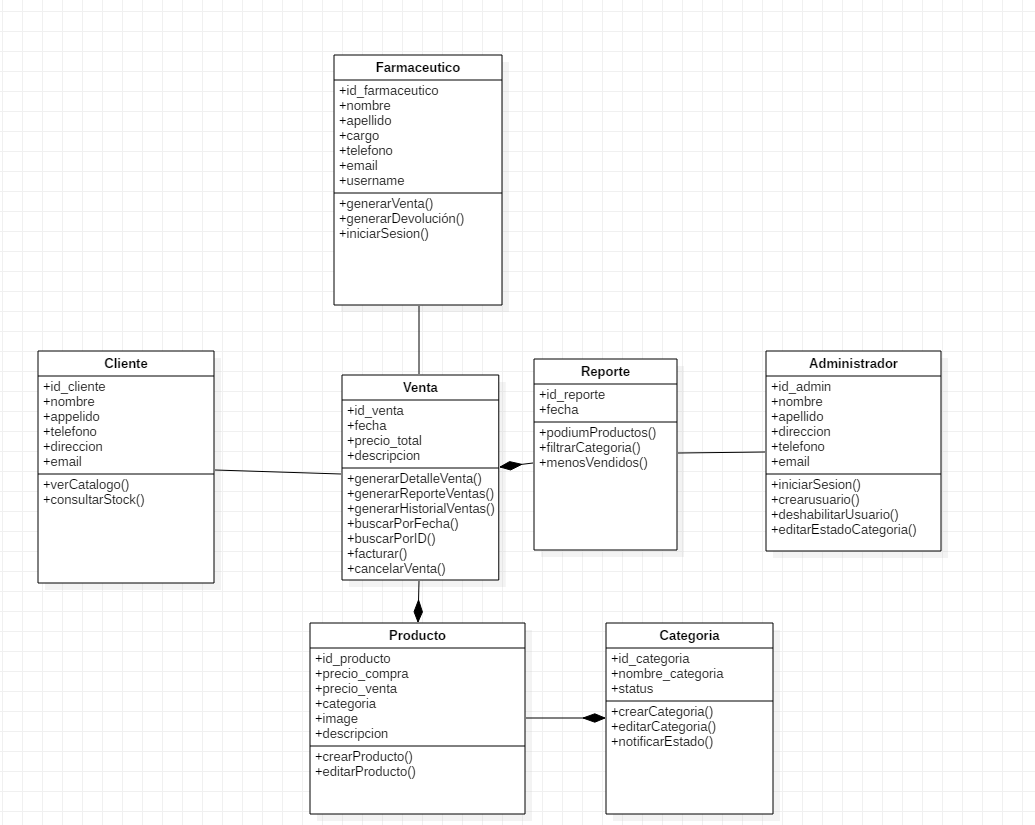 Farmaceutico
+id_farmaceutico
+nombre
+apellido
+cargo
+telefono
+email
+username
+generarVenta()
+generarDevolución()
+iniciarSesion()
Cliente
+id_cliente
+nombre
+appelido
+telefono
+direccion
+email
+verCatalogo()
+consultarStock()
Venta
+id_venta
+fecha
+precio_total
+descripcion
+generarDetalleVenta()
+generarReporteVentas()
+generarHistorialVentas()
+buscarPorFecha()
+buscarPorID()
+facturar()
+cancelarVenta()
Reporte
+id_reporte
+fecha
+podiumProductos()
+filtrarCategoria()
+menosVendidos()
Administrador
+id_admin
+nombre
+apellido
+direccion
+telefono
+email
+iniciarSesion()
+crearusuario()
+deshabilitarUsuario()
+editarEstadoCategoria()
Producto
+id_producto
+precio_compra
+precio_venta
+categoria
+image
+descripcion
+crearProducto()
+editarProducto()
Categoria
+id_categoria
+nombre_categoria
+status
+crearCategoria()
+editarCategoria()
+notificarEstado()